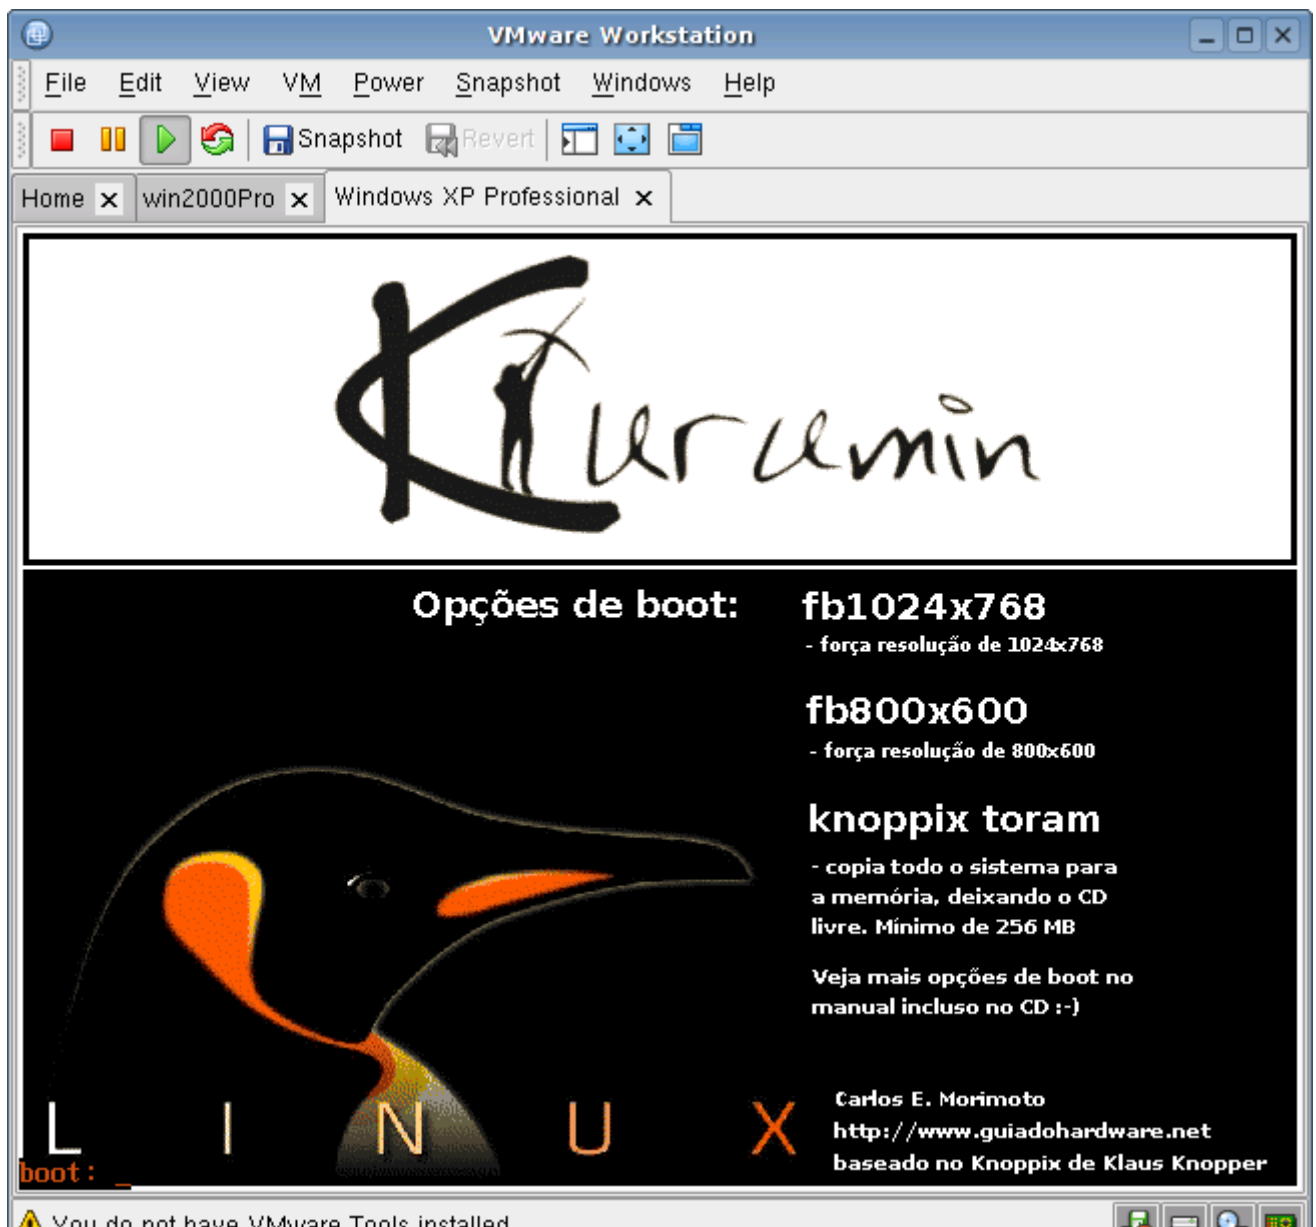 VMware Workstation
File Edit View VM Power Snapshot Windows Help
Snapshot Revert
Home win2000Pro Windows XP Professional
Kurumin
Opções de boot:
fb1024x768
- força resolução de 1024x768
fb800x600
- força resolução de 800x600
knoppix toram
- copia todo o sistema para
a memória, deixando o CD
livre. Mínimo de 256 MB
Veja mais opções de boot no
manual incluso no CD :-)
LINUX
Carlos E. Morimoto
http://www.guiadohardware.net
baseado no Knoppix de Klaus Knopper
boot: _
You do not have VMware Tools installed